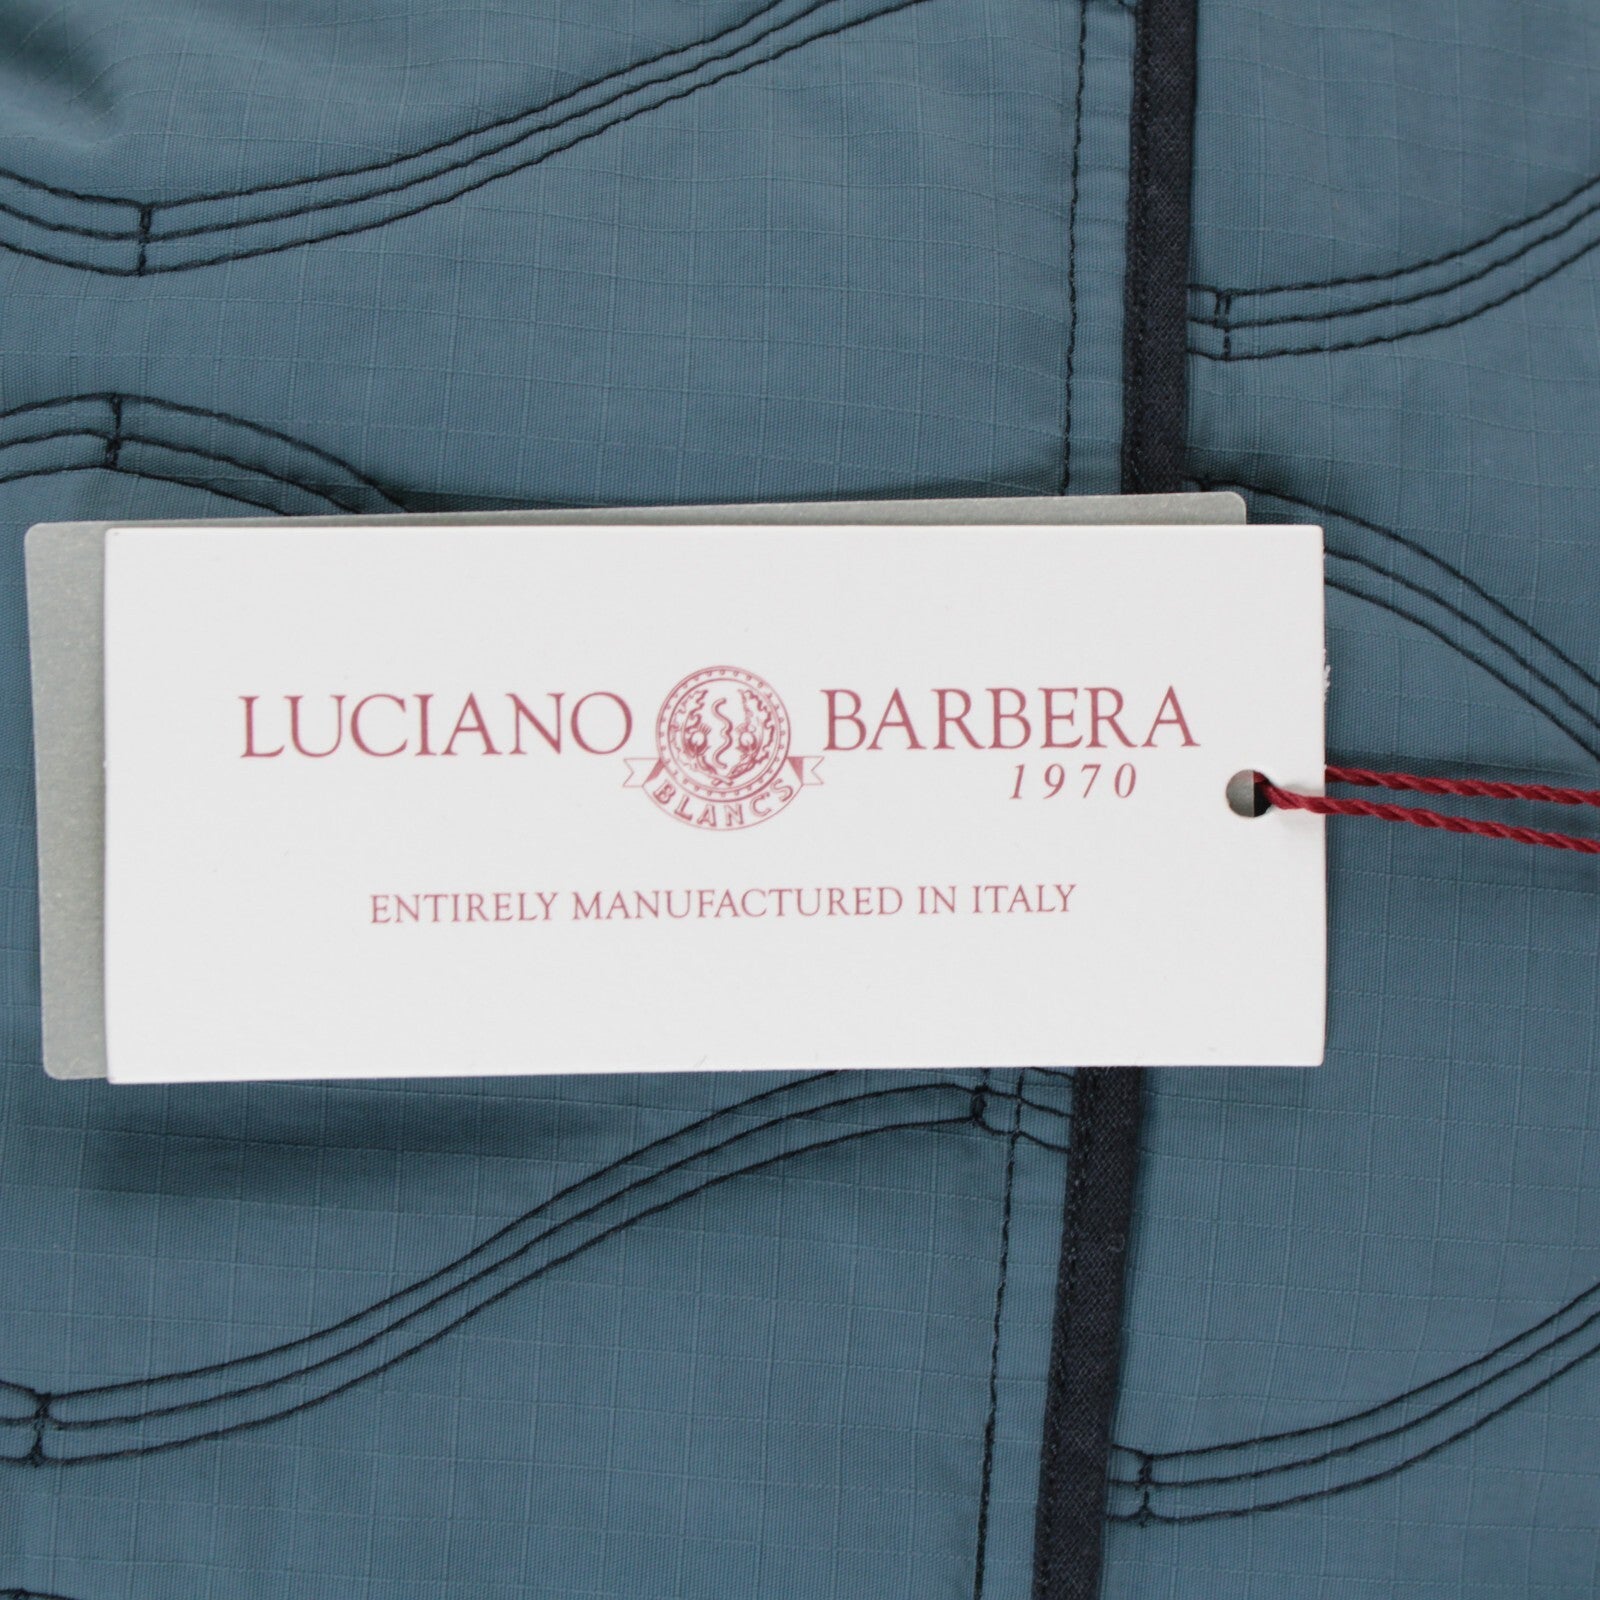 LUCIANO BARBERA
1970
BLANCS
ENTIRELY MANUFACTURED IN ITALY